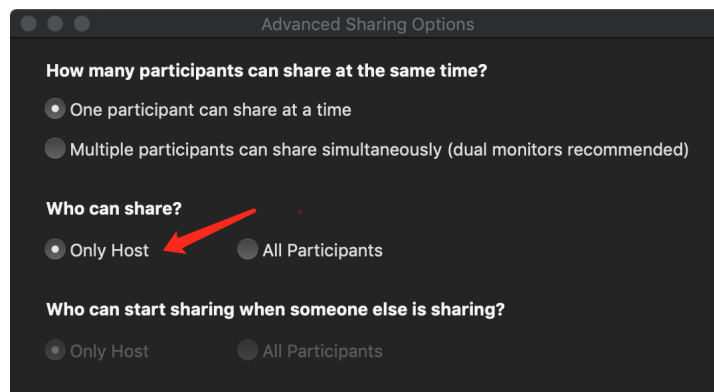 Advanced Sharing Options
How many participants can share at the same time?
One participant can share at a time
Multiple participants can share simultaneously (dual monitors recommended)
Who can share?
Only Host All Participants
Who can start sharing when someone else is sharing?
Only Host All Participants